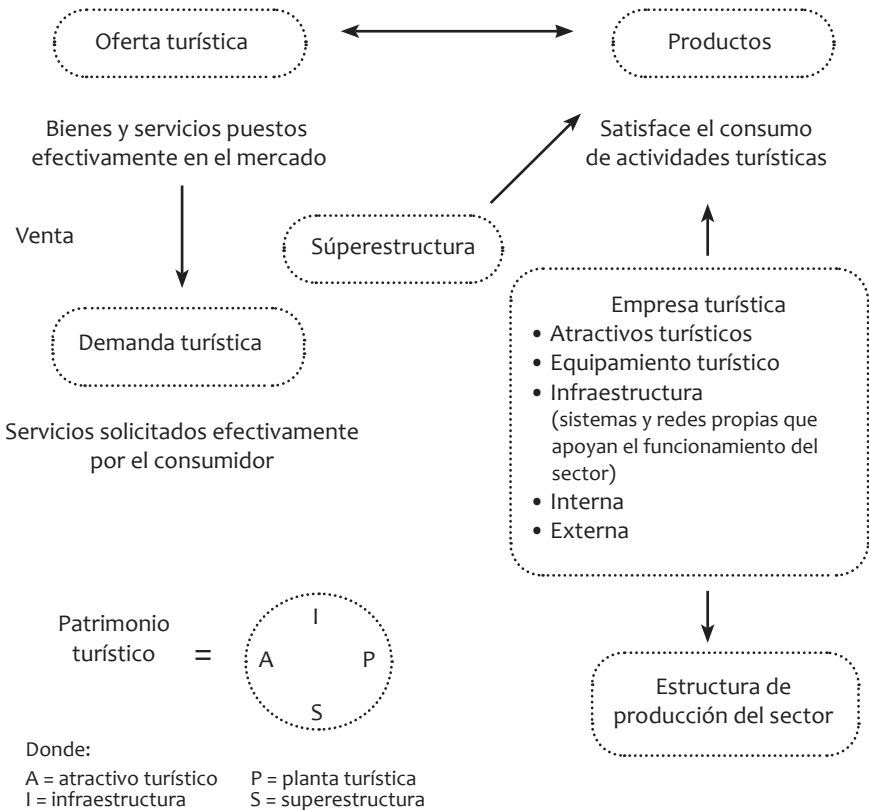 Oferta turística
Productos
Bienes y servicios puestos
efectivamente en el mercado
Satisface el consumo
de actividades turísticas
Venta
Súperestructura
Demanda turística
Servicios solicitados efectivamente
por el consumidor
Empresa turística
• Atractivos turísticos
• Equipamiento turístico
• Infraestructura
(sistemas y redes propias que
apoyan el funcionamiento del
sector)
• Interna
• Externa
Estructura de
producción del sector
Patrimonio
turístico
=
I
A P
S
Donde:
A = atractivo turístico P = planta turística
I = infraestructura S = superestructura